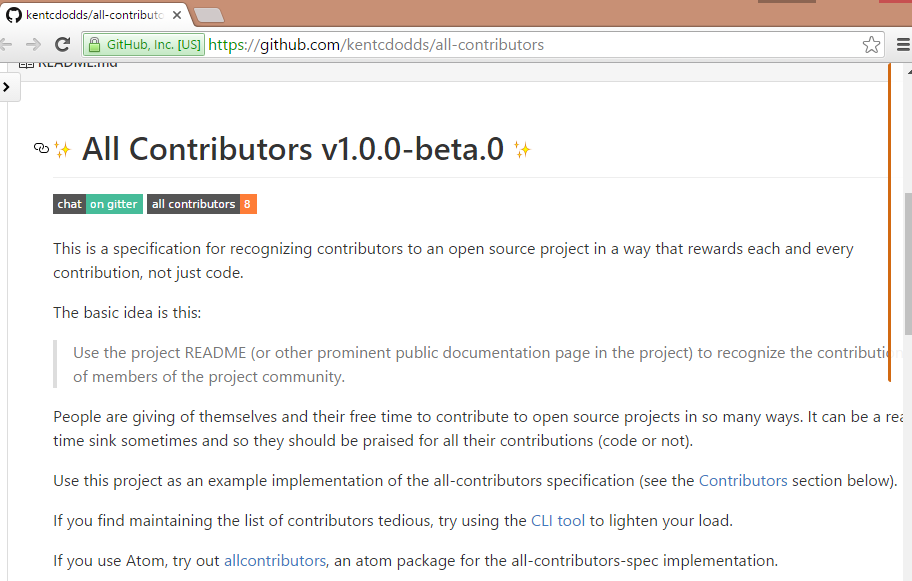 kentcdodds/all-contributo
GitHub, Inc. [US] https://github.com/kentcdodds/all-contributors
README.md
All Contributors v1.0.0-beta.0
chat on gitter all contributors 8
This is a specification for recognizing contributors to an open source project in a way that rewards each and every
contribution, not just code.
The basic idea is this:
Use the project README (or other prominent public documentation page in the project) to recognize the contribution
of members of the project community.
People are giving of themselves and their free time to contribute to open source projects in so many ways. It can be a rea
time sink sometimes and so they should be praised for all their contributions (code or not).
Use this project as an example implementation of the all-contributors specification (see the Contributors section below).
If you find maintaining the list of contributors tedious, try using the CLI tool to lighten your load.
If you use Atom, try out allcontributors, an atom package for the all-contributors-spec implementation.